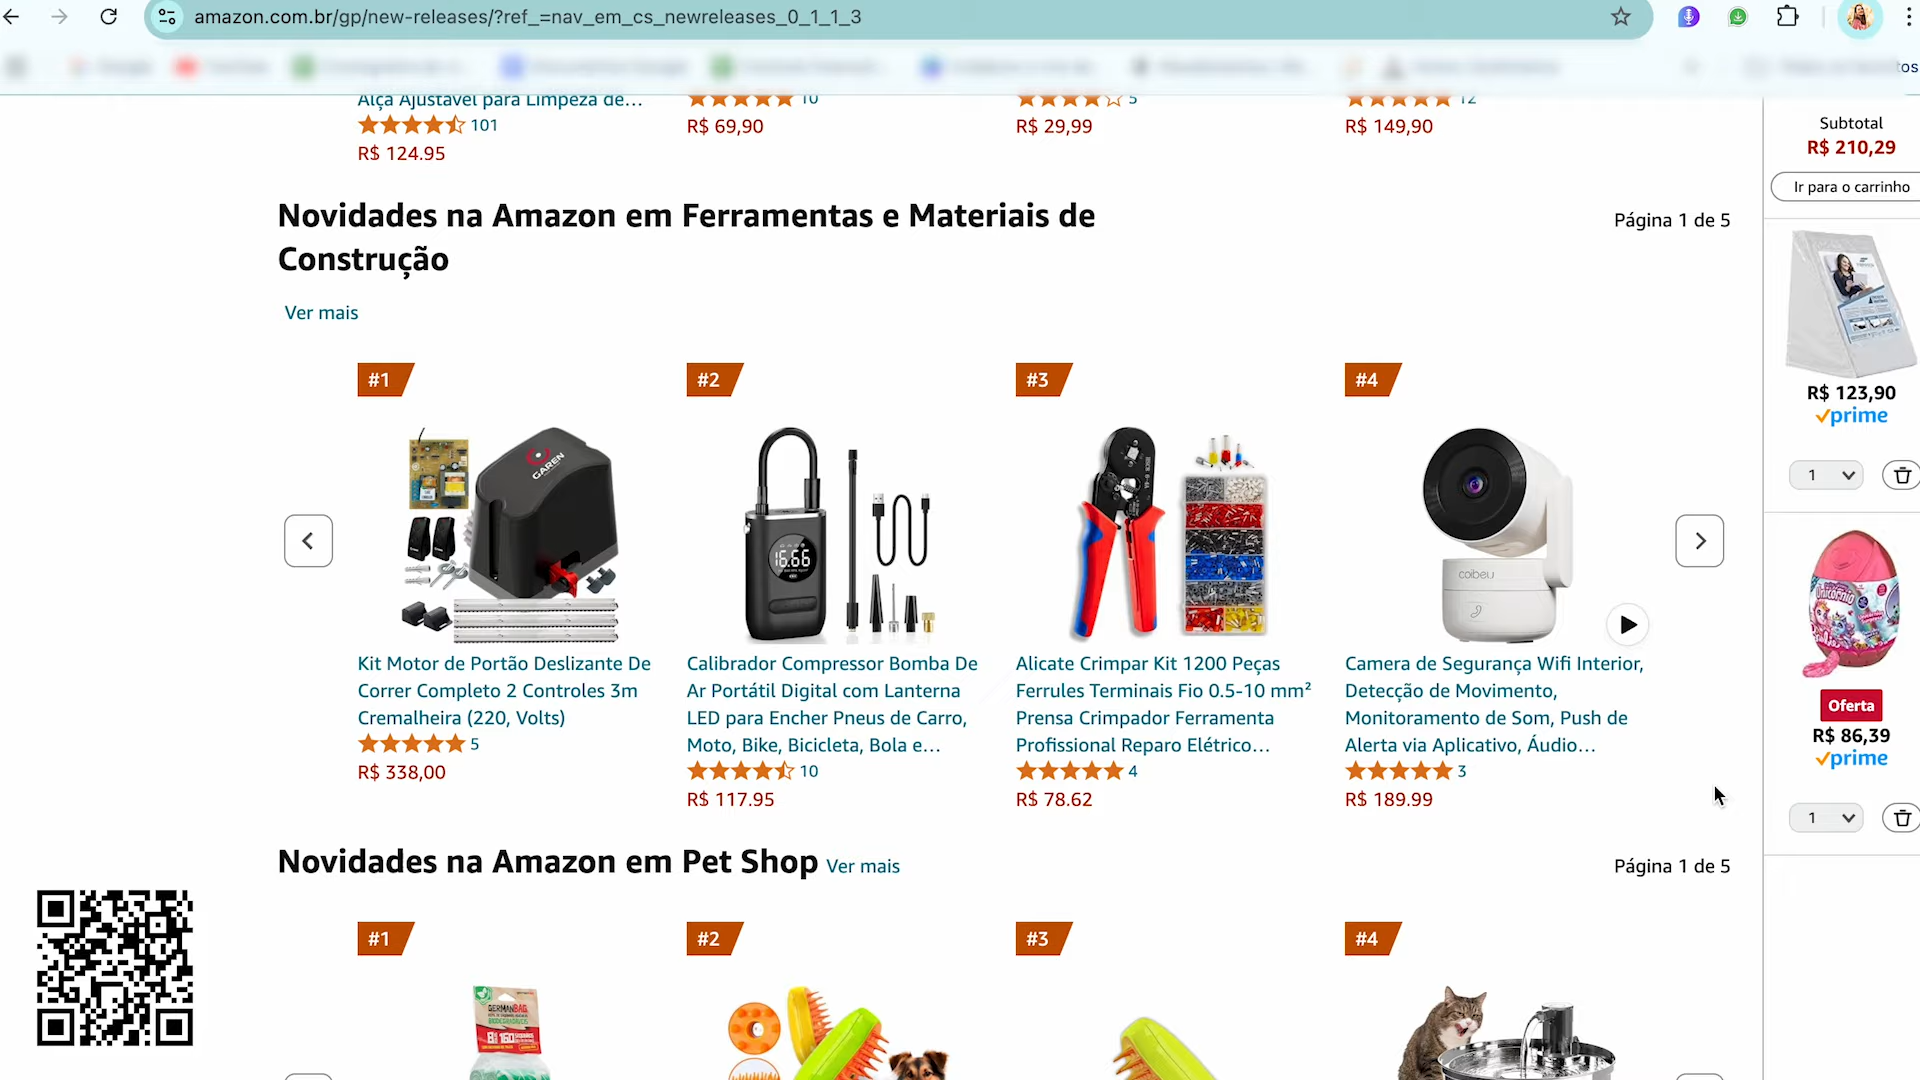 amazon.com.br/gp/new-releases/?ref_=nav_em_cs_newreleases_0_1_1_3
tos
Alça Ajustável para Limpeza de...
101
R$ 124.95
10
R$ 69,90
5
R$ 29,99
12
R$ 149,90
Subtotal
R$ 210,29
Ir para o carrinho
Novidades na Amazon em Ferramentas e Materiais de
Construção
Página 1 de 5
Ver mais
#1
GAREN
Kit Motor de Portão Deslizante De
Correr Completo 2 Controles 3m
Cremalheira (220, Volts)
5
R$ 338,00
#2
16.66
Calibrador Compressor Bomba De
Ar Portátil Digital com Lanterna
LED para Encher Pneus de Carro,
Moto, Bike, Bicicleta, Bola e...
10
R$ 117.95
#3
Alicate Crimpar Kit 1200 Peças
Ferrules Terminais Fio 0.5-10 mm²
Prensa Crimpador Ferramenta
Profissional Reparo Elétrico...
4
R$ 78.62
#4
coibeu
Camera de Segurança Wifi Interior,
Detecção de Movimento,
Monitoramento de Som, Push de
Alerta via Aplicativo, Áudio...
3
R$ 189.99
R$ 123,90
prime
1
Unicórnio
Oferta
R$ 86,39
prime
1
Novidades na Amazon em Pet Shop Ver mais
Página 1 de 5
#1
GERMANBAG
#2
#3
#4